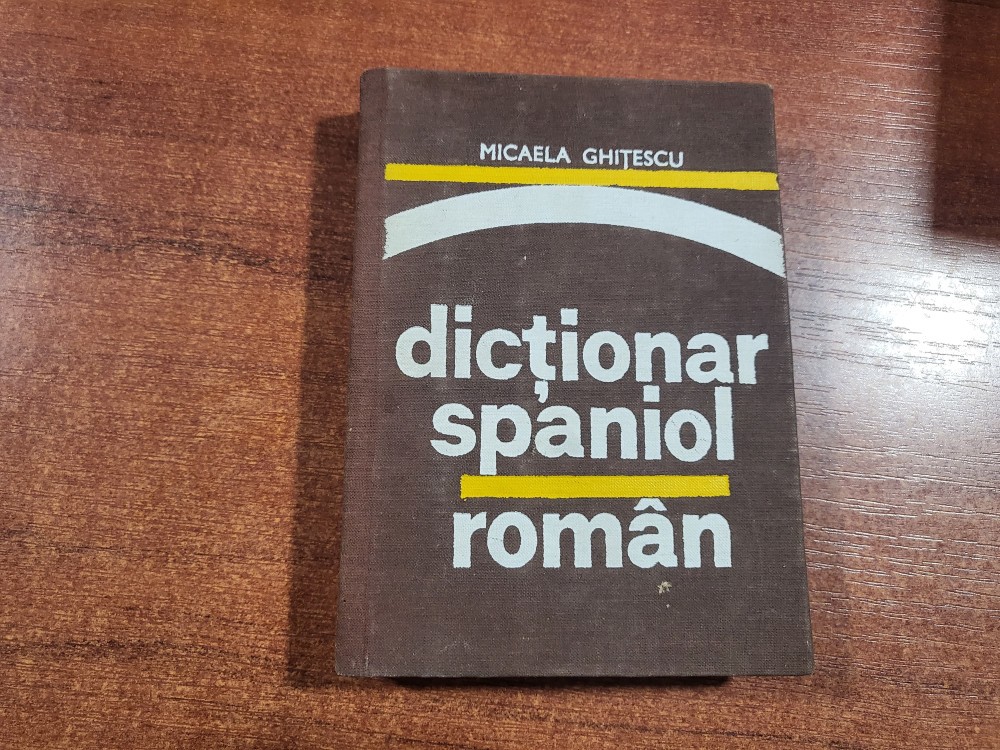 MICAELA GHIȚESCU
dicționar
spaniol
român